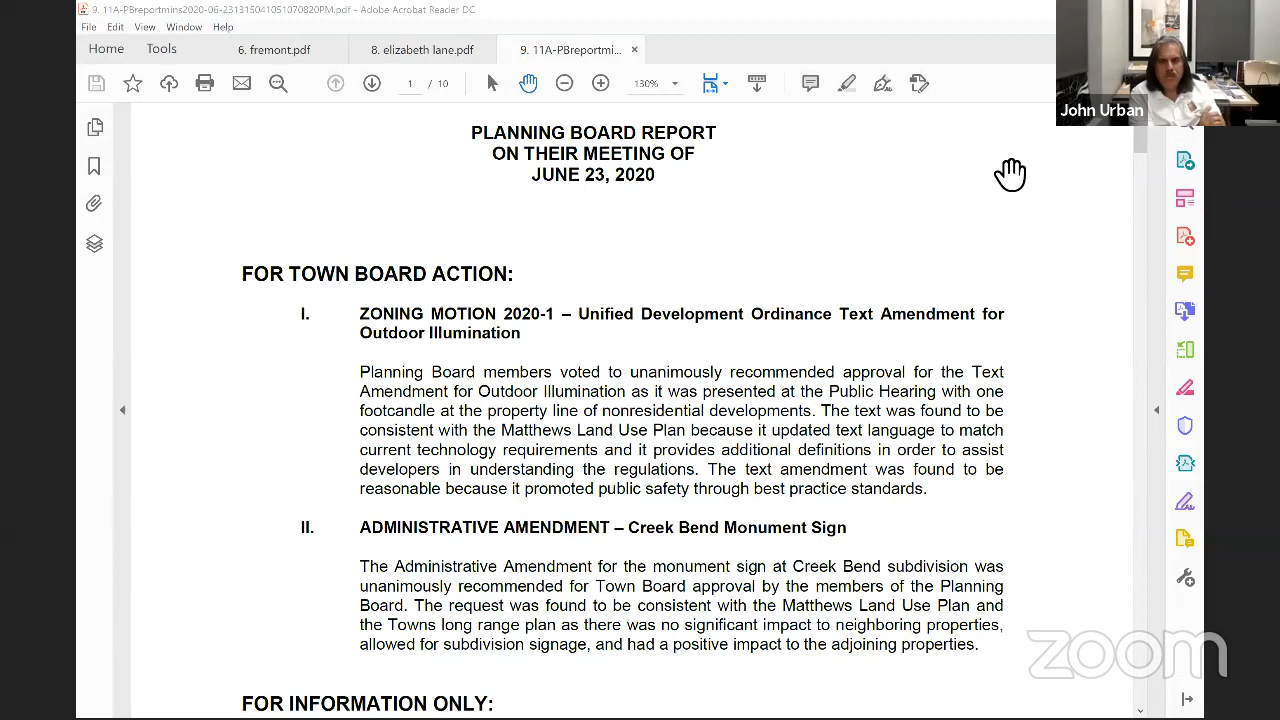 9. 11A-PBreportmins2020-06-231315041051070820PM.pdf - Adobe Acrobat Reader DC
File Edit View Window Help
Home Tools 6. fremont.pdf 8. elizabeth lane.pdf 9. 11A-PBreportmi... ×
1 / 10 130%
John Urban
PLANNING BOARD REPORT
ON THEIR MEETING OF
JUNE 23, 2020
FOR TOWN BOARD ACTION:
I. ZONING MOTION 2020-1 – Unified Development Ordinance Text Amendment for
Outdoor Illumination
Planning Board members voted to unanimously recommended approval for the Text
Amendment for Outdoor Illumination as it was presented at the Public Hearing with one
footcandle at the property line of nonresidential developments. The text was found to be
consistent with the Matthews Land Use Plan because it updated text language to match
current technology requirements and it provides additional definitions in order to assist
developers in understanding the regulations. The text amendment was found to be
reasonable because it promoted public safety through best practice standards.
II. ADMINISTRATIVE AMENDMENT – Creek Bend Monument Sign
The Administrative Amendment for the monument sign at Creek Bend subdivision was
unanimously recommended for Town Board approval by the members of the Planning
Board. The request was found to be consistent with the Matthews Land Use Plan and
the Towns long range plan as there was no significant impact to neighboring properties,
allowed for subdivision signage, and had a positive impact to the adjoining properties.
zoom
FOR INFORMATION ONLY: